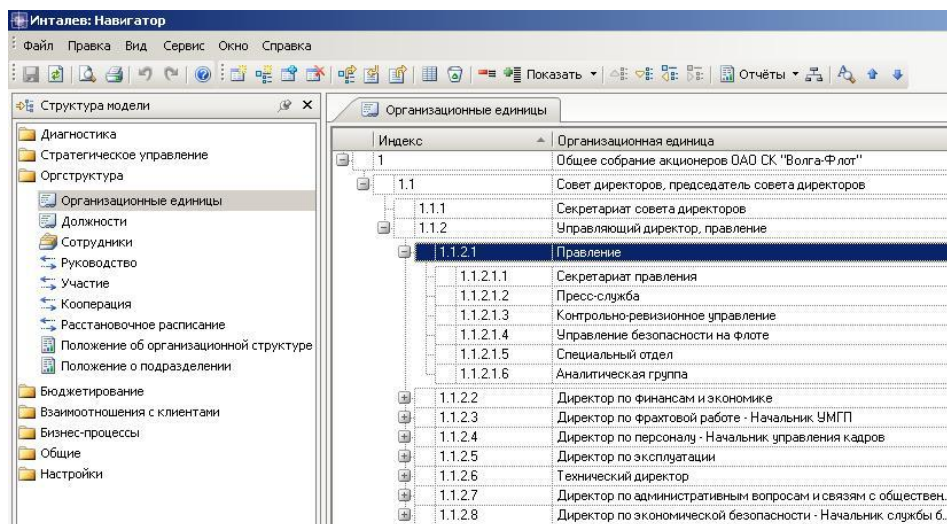 Инталев: Навигатор
Файл Правка Вид Сервис Окно Справка
Показать Отчёты
Структура модели
Организационные единицы
Диагностика
Стратегическое управление
Оргструктура
Организационные единицы
Должности
Сотрудники
Руководство
Участие
Кооперация
Расстановочное расписание
Положение об организационной структуре
Положение о подразделении
Бюджетирование
Взаимоотношения с клиентами
Бизнес-процессы
Общие
Настройки
Индекс Организационная единица
1 Общее собрание акционеров ОАО СК "Волга-Флот"
1.1 Совет директоров, председатель совета директоров
1.1.1 Секретариат совета директоров
1.1.2 Управляющий директор, правление
1.1.2.1 Правление
1.1.2.1.1 Секретариат правления
1.1.2.1.2 Пресс-служба
1.1.2.1.3 Контрольно-ревизионное управление
1.1.2.1.4 Управление безопасности на флоте
1.1.2.1.5 Специальный отдел
1.1.2.1.6 Аналитическая группа
1.1.2.2 Директор по финансам и экономике
1.1.2.3 Директор по фрахтовой работе - Начальник УМГП
1.1.2.4 Директор по персоналу - Начальник управления кадров
1.1.2.5 Директор по эксплуатации
1.1.2.6 Технический директор
1.1.2.7 Директор по административным вопросам и связям с обществен...
1.1.2.8 Директор по экономической безопасности - Начальник службы б...